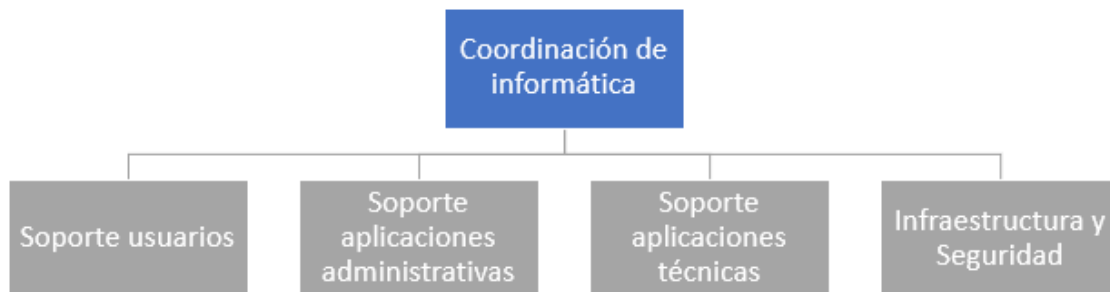 Coordinación de
informática
Soporte usuarios
Soporte
aplicaciones
administrativas
Soporte
aplicaciones
técnicas
Infraestructura y
Seguridad